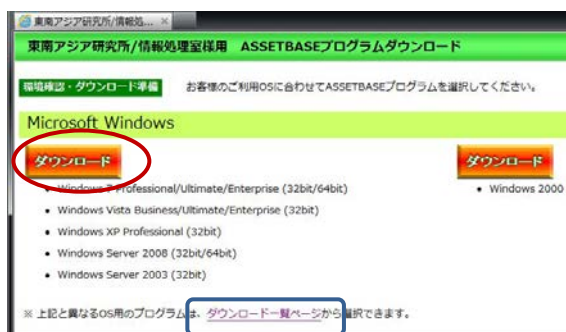 東南アジア研究所/情報処...
東南アジア研究所/情報処理室様用 ASSETBASEプログラムダウンロード
環境確認・ダウンロード準備 お客様のご利用OSに合わせてASSETBASEプログラムを選択してください。
Microsoft Windows
ダウンロード ダウンロード
• Windows 7 Professional/Ultimate/Enterprise (32bit/64bit) • Windows 2000
• Windows Vista Business/Ultimate/Enterprise (32bit)
• Windows XP Professional (32bit)
• Windows Server 2008 (32bit/64bit)
• Windows Server 2003 (32bit)
※ 上記と異なるOS用のプログラムは、ダウンロード一覧ページから選択できます。